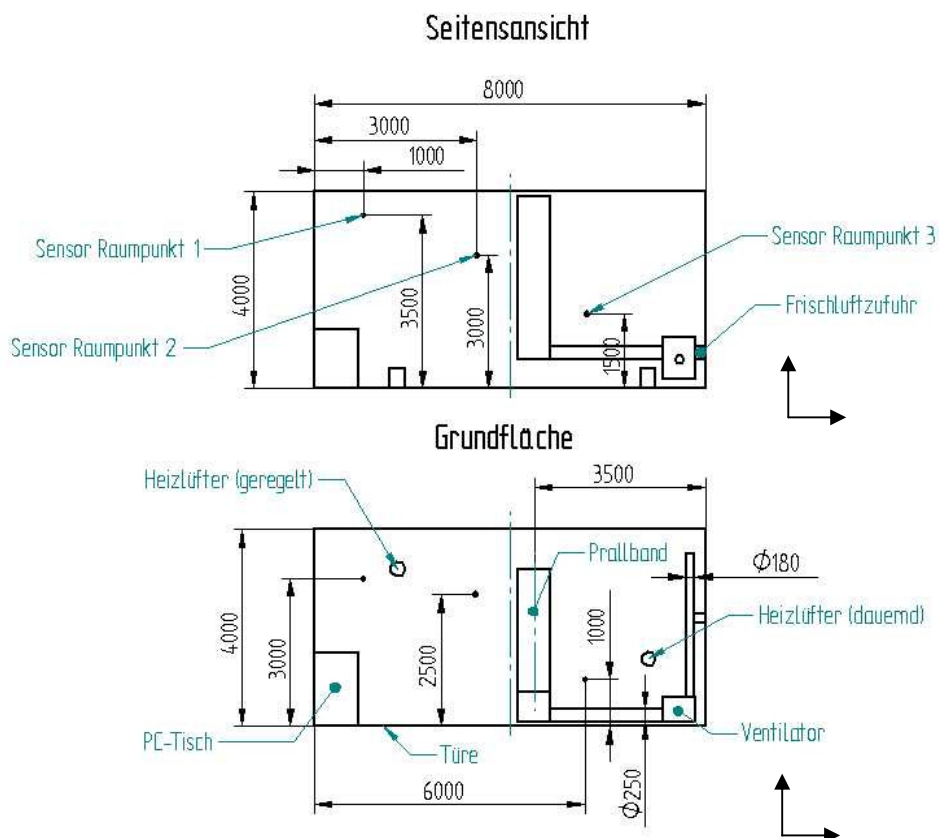 Seitensansicht
8000
3000
1000
Sensor Raumpunkt 1
Sensor Raumpunkt 3
4000
3500
Frischluftzufuhr
Sensor Raumpunkt 2
3000
1500
Grundfläche
Heizlüfter (geregelt)
3500
Prallband
Φ180
4000
3000
2500
1000
Heizlüfter (dauernd)
PC-Tisch
Türe
Ventilator
6000
Φ250